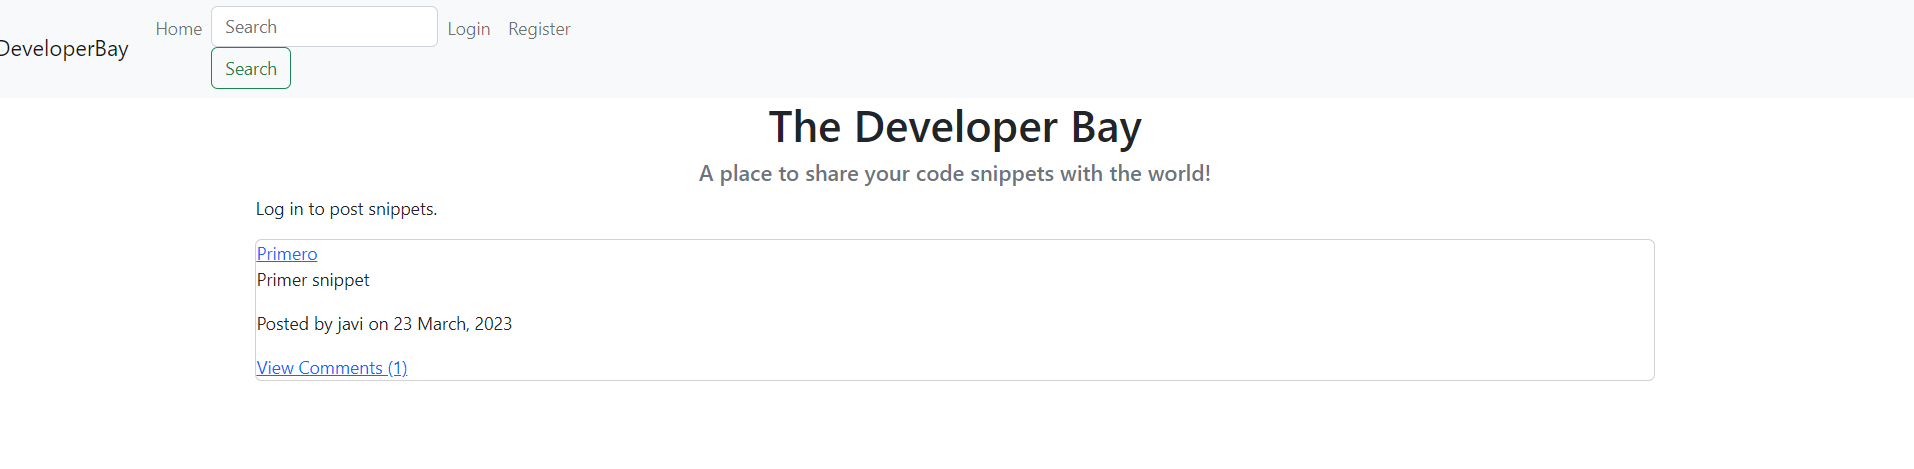 DeveloperBay
Home
Search
Login
Register
Search
The Developer Bay
A place to share your code snippets with the world!
Log in to post snippets.
Primero
Primer snippet
Posted by javi on 23 March, 2023
View Comments (1)